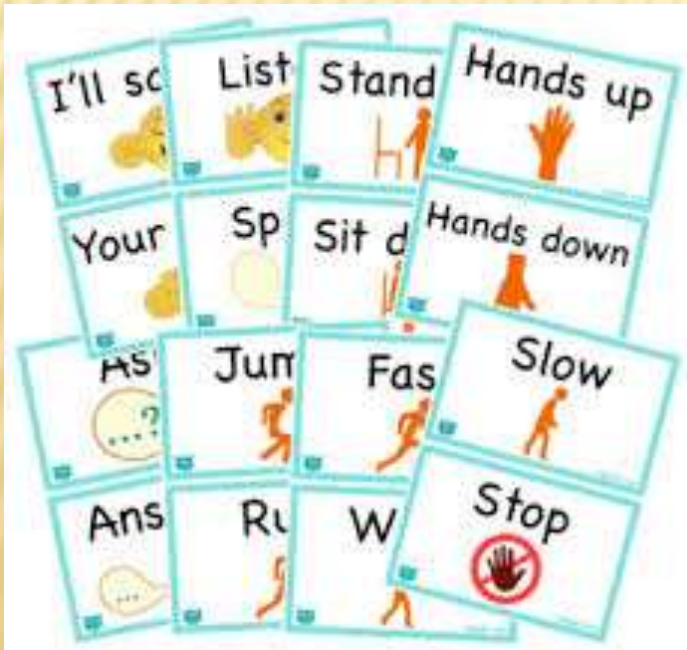 I'll sc
List
Stand
Hands up
Your
Sp
Sit d
Hands down
As
...?
Jum
Fas
Slow
Ans
...
Ru
W
Stop